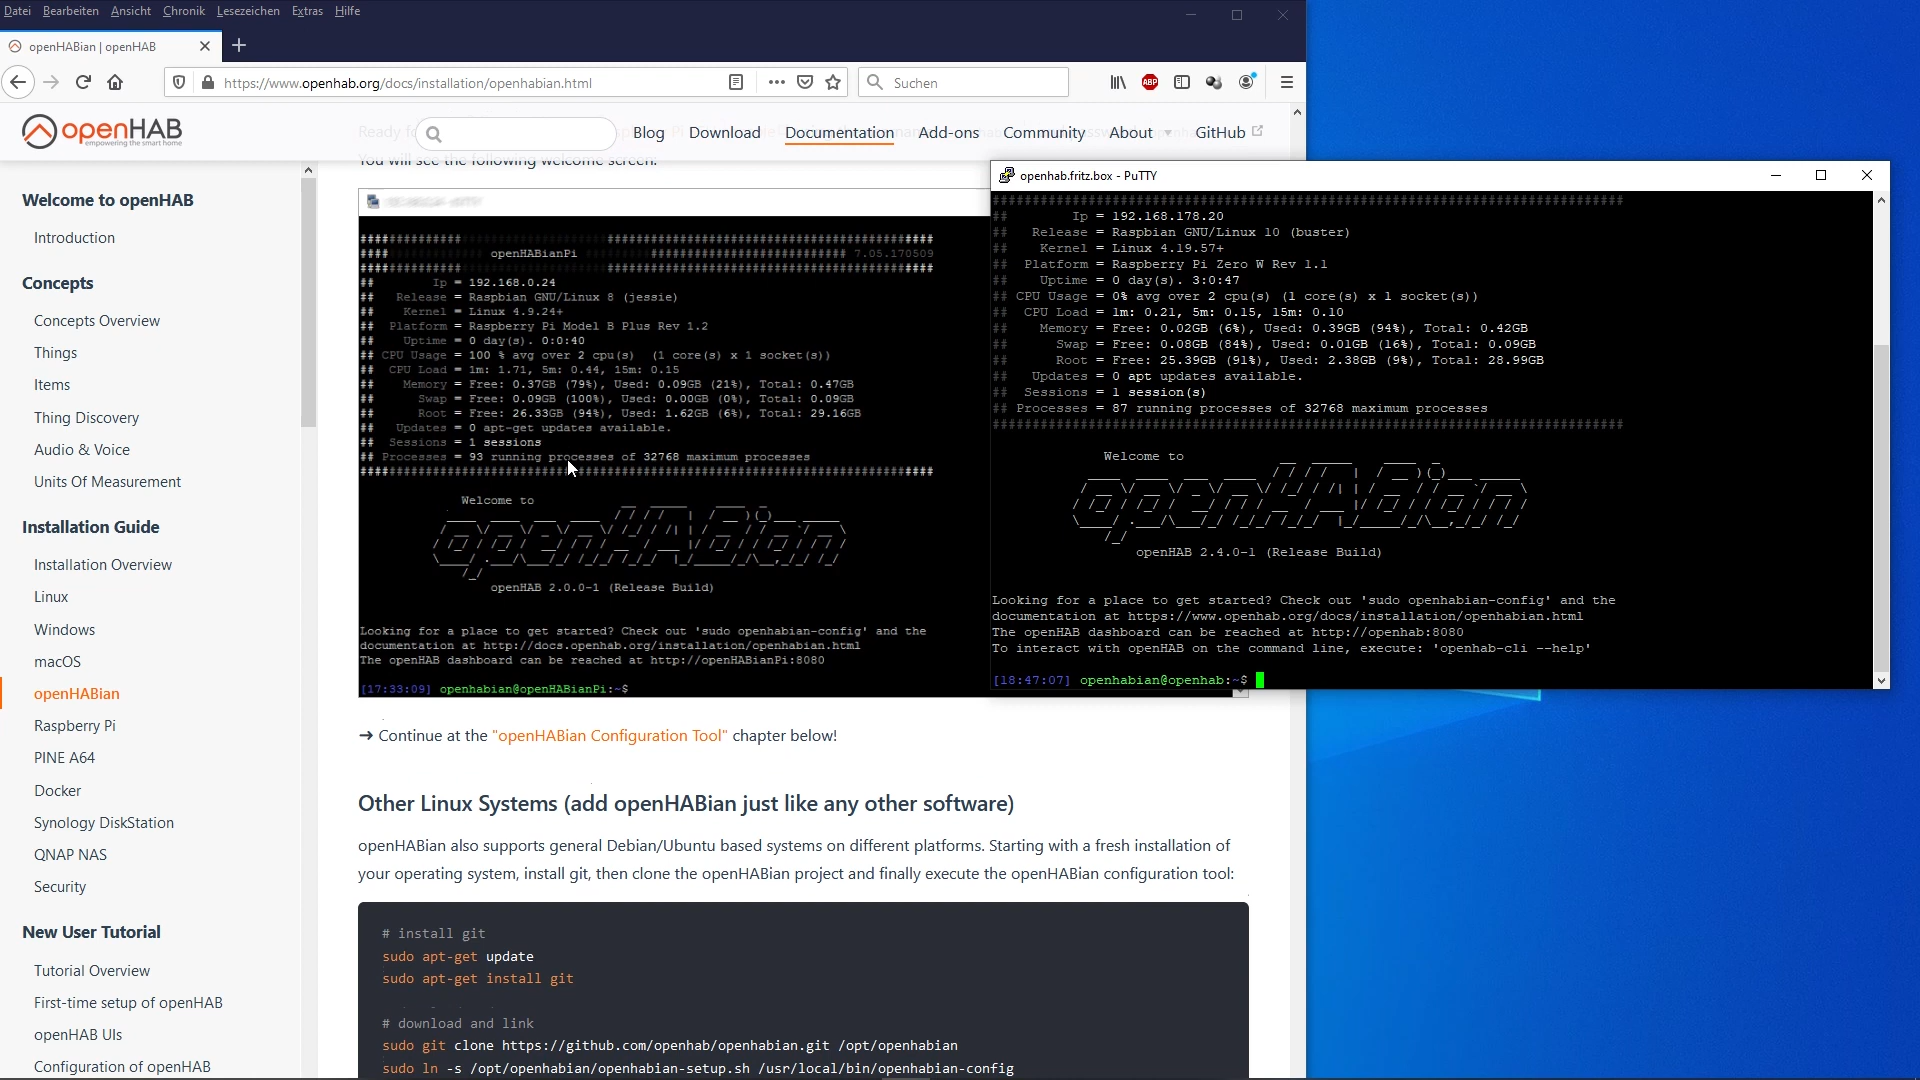 Datei Bearbeiten Ansicht Chronik Lesezeichen Extras Hilfe
openHABian | openHAB
https://www.openhab.org/docs/installation/openhabian.html
Suchen
ABP
openHAB
empowering the smart home
Blog Download Documentation Add-ons Community About GitHub
You will see the following welcome screen:
Welcome to openHAB
Introduction
Concepts
Concepts Overview
Things
Items
Thing Discovery
Audio & Voice
Units Of Measurement
Installation Guide
Installation Overview
Linux
Windows
macOS
openHABian
Raspberry Pi
PINE A64
Docker
Synology DiskStation
QNAP NAS
Security
New User Tutorial
Tutorial Overview
First-time setup of openHAB
openHAB UIs
Configuration of openHAB
openHABianPi
7.05.170509
## Ip = 192.168.0.24
## Release = Raspbian GNU/Linux 8 (jessie)
## Kernel = Linux 4.9.24+
## Platform = Raspberry Pi Model B Plus Rev 1.2
## Uptime = 0 day(s). 0:0:40
## CPU Usage = 100 % avg over 2 cpu(s) (1 core(s) x 1 socket(s))
## CPU Load = 1m: 1.71, 5m: 0.44, 15m: 0.15
## Memory = Free: 0.37GB (79%), Used: 0.09GB (21%), Total: 0.47GB
## Swap = Free: 0.09GB (100%), Used: 0.00GB (0%), Total: 0.09GB
## Root = Free: 26.33GB (94%), Used: 1.62GB (6%), Total: 29.16GB
## Updates = 0 apt-get updates available.
## Sessions = 1 sessions
## Processes = 93 running processes of 32768 maximum processes
Welcome to
openHABian
openHAB 2.0.0-1 (Release Build)
Looking for a place to get started? Check out 'sudo openhabian-config' and the
documentation at http://docs.openhab.org/installation/openhabian.html
The openHAB dashboard can be reached at http://openHABianPi:8080
[17:33:09] openhabian@openHABianPi:~$
→ Continue at the "openHABian Configuration Tool" chapter below!
Other Linux Systems (add openHABian just like any other software)
openHABian also supports general Debian/Ubuntu based systems on different platforms. Starting with a fresh installation of
your operating system, install git, then clone the openHABian project and finally execute the openHABian configuration tool:
# install git
sudo apt-get update
sudo apt-get install git
# download and link
sudo git clone https://github.com/openhab/openhabian.git /opt/openhabian
sudo ln -s /opt/openhabian/openhabian-setup.sh /usr/local/bin/openhabian-config
openhab.fritz.box - PuTTY
## Ip = 192.168.178.20
## Release = Raspbian GNU/Linux 10 (buster)
## Kernel = Linux 4.19.57+
## Platform = Raspberry Pi Zero W Rev 1.1
## Uptime = 0 day(s). 3:0:47
## CPU Usage = 0% avg over 2 cpu(s) (1 core(s) x 1 socket(s))
## CPU Load = 1m: 0.21, 5m: 0.15, 15m: 0.10
## Memory = Free: 0.02GB (6%), Used: 0.39GB (94%), Total: 0.42GB
## Swap = Free: 0.08GB (84%), Used: 0.01GB (16%), Total: 0.09GB
## Root = Free: 25.39GB (91%), Used: 2.38GB (9%), Total: 28.99GB
## Updates = 0 apt updates available.
## Sessions = 1 session(s)
## Processes = 87 running processes of 32768 maximum processes
Welcome to
openHABian
openHAB 2.4.0-1 (Release Build)
Looking for a place to get started? Check out 'sudo openhabian-config' and the
documentation at https://www.openhab.org/docs/installation/openhabian.html
The openHAB dashboard can be reached at http://openhab:8080
To interact with openHAB on the command line, execute: 'openhab-cli --help'
[18:47:07] openhabian@openhab:~$